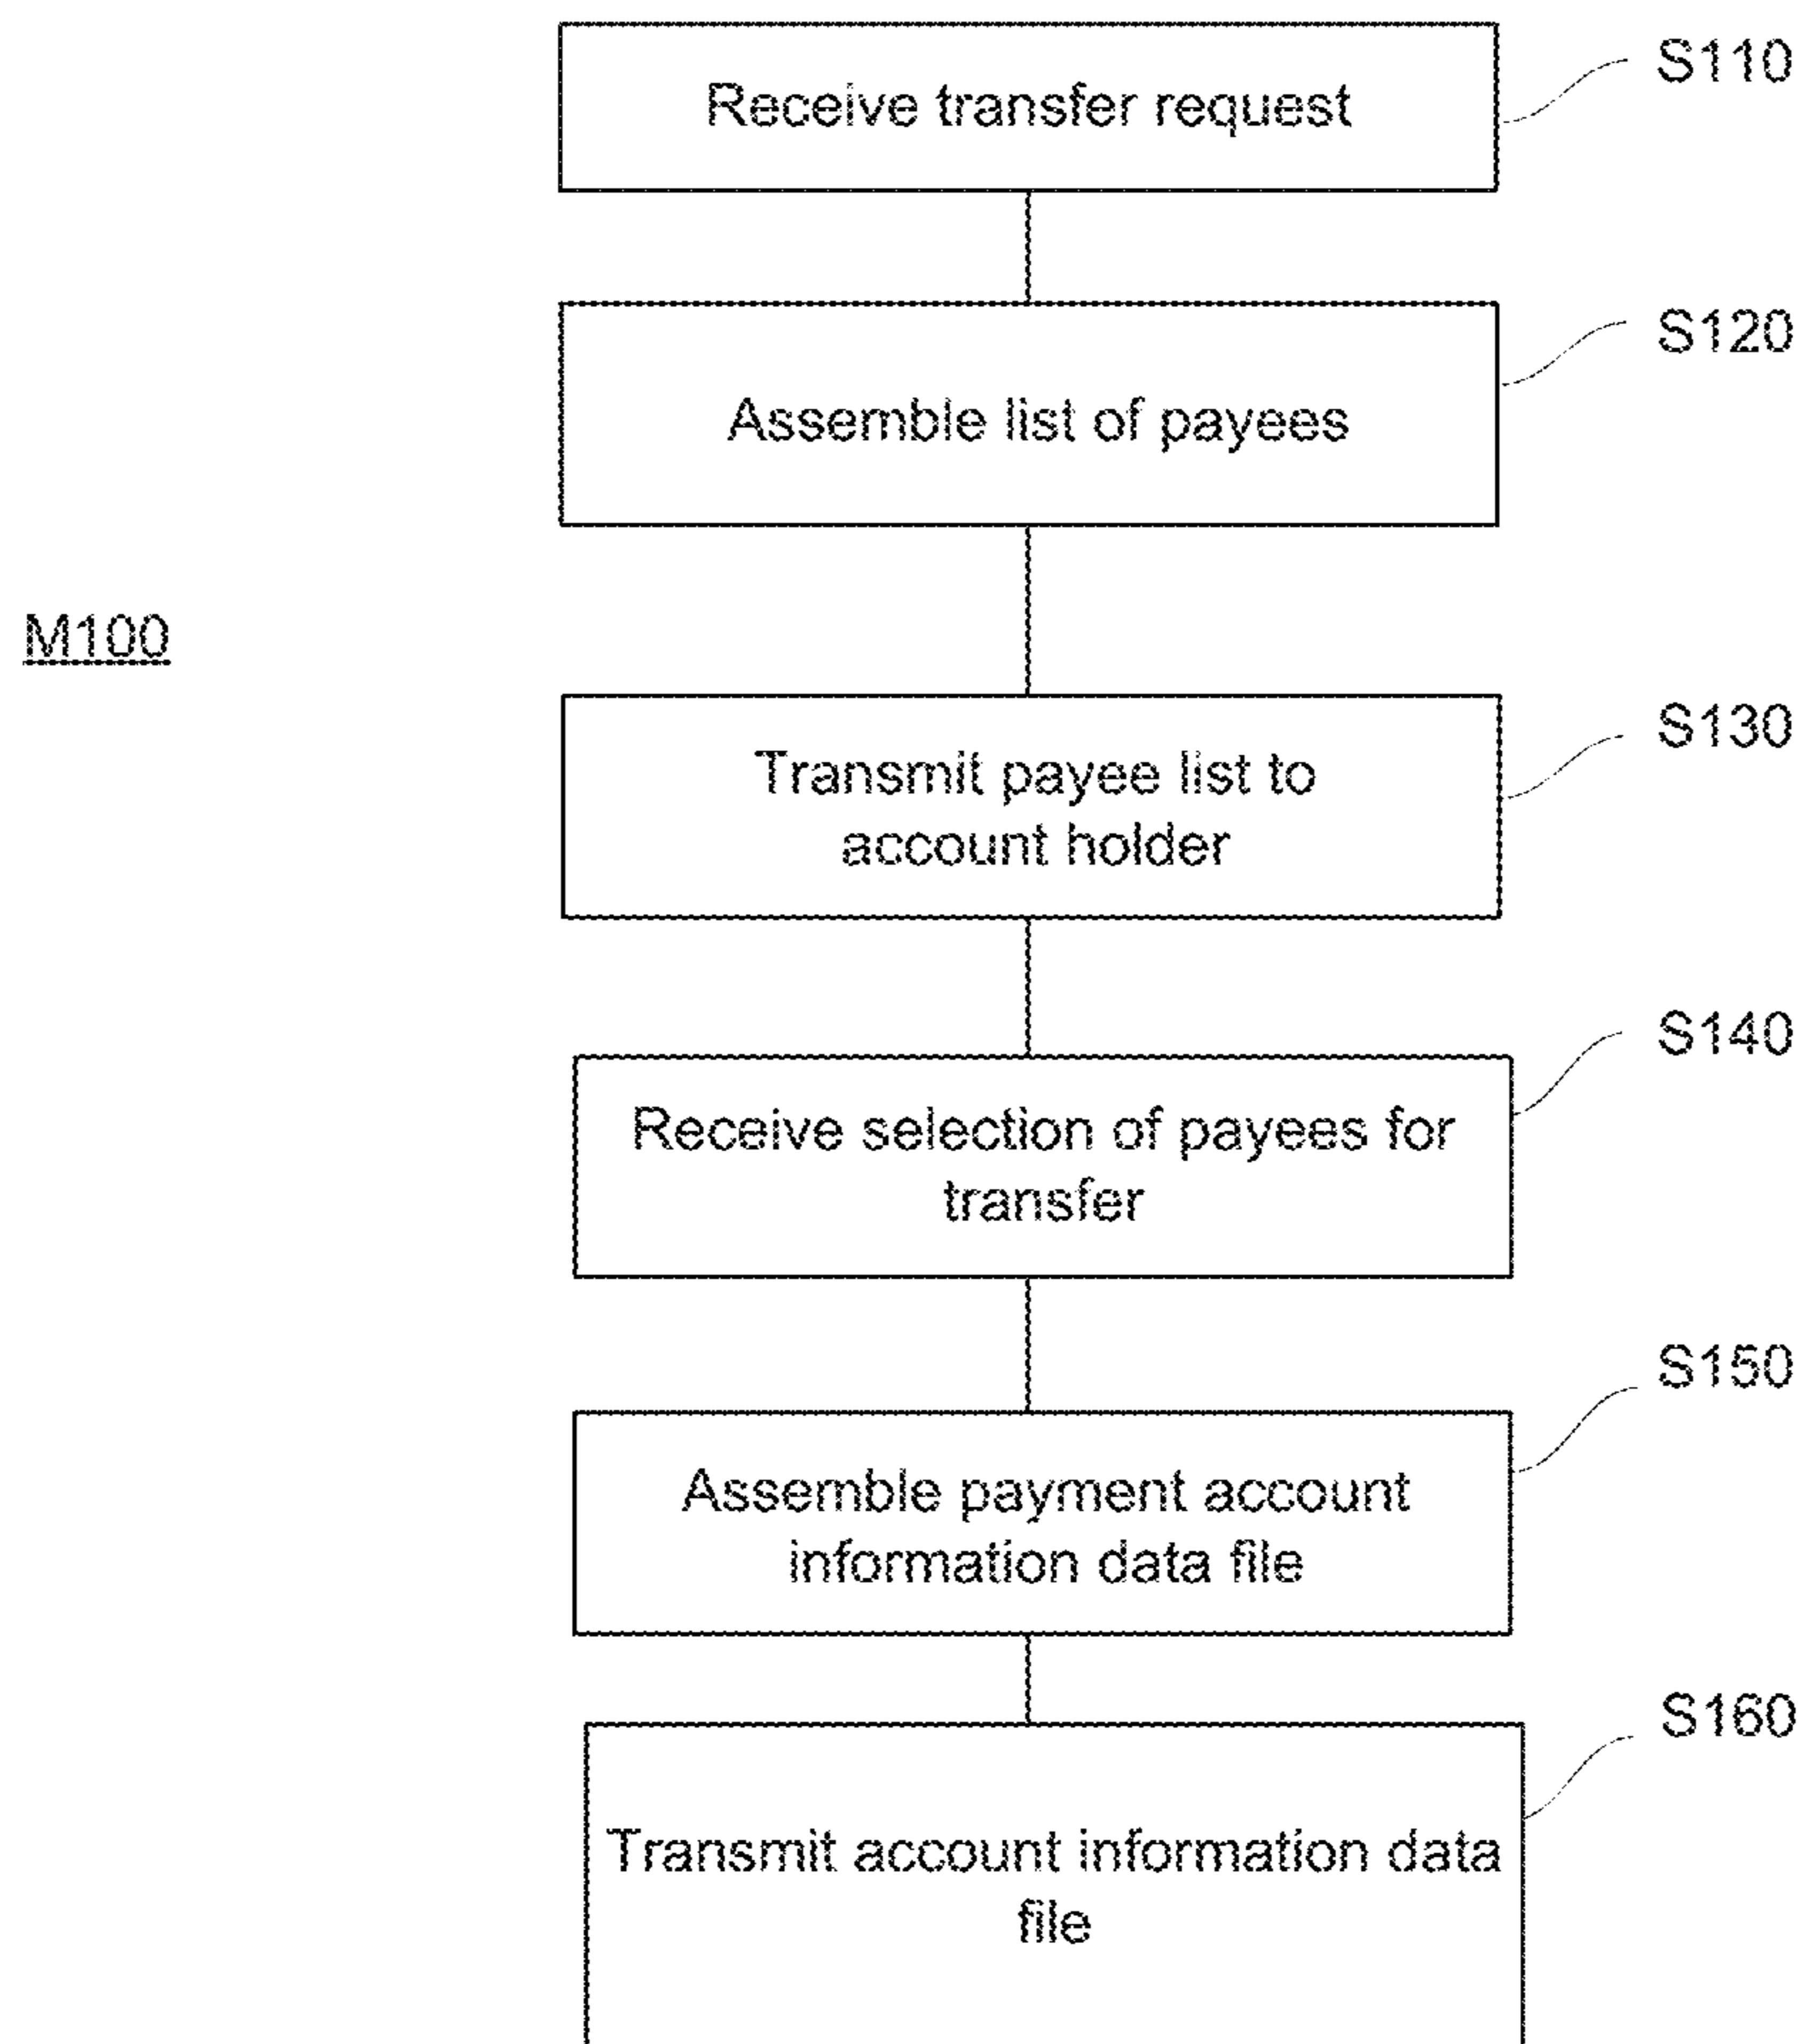 Receive transfer request
S110
Assemble list of payees
S120
M100
Transmit payee list to
account holder
S130
Receive selection of payees for
transfer
S140
Assemble payment account
information data file
S150
Transmit account information data
file
S160